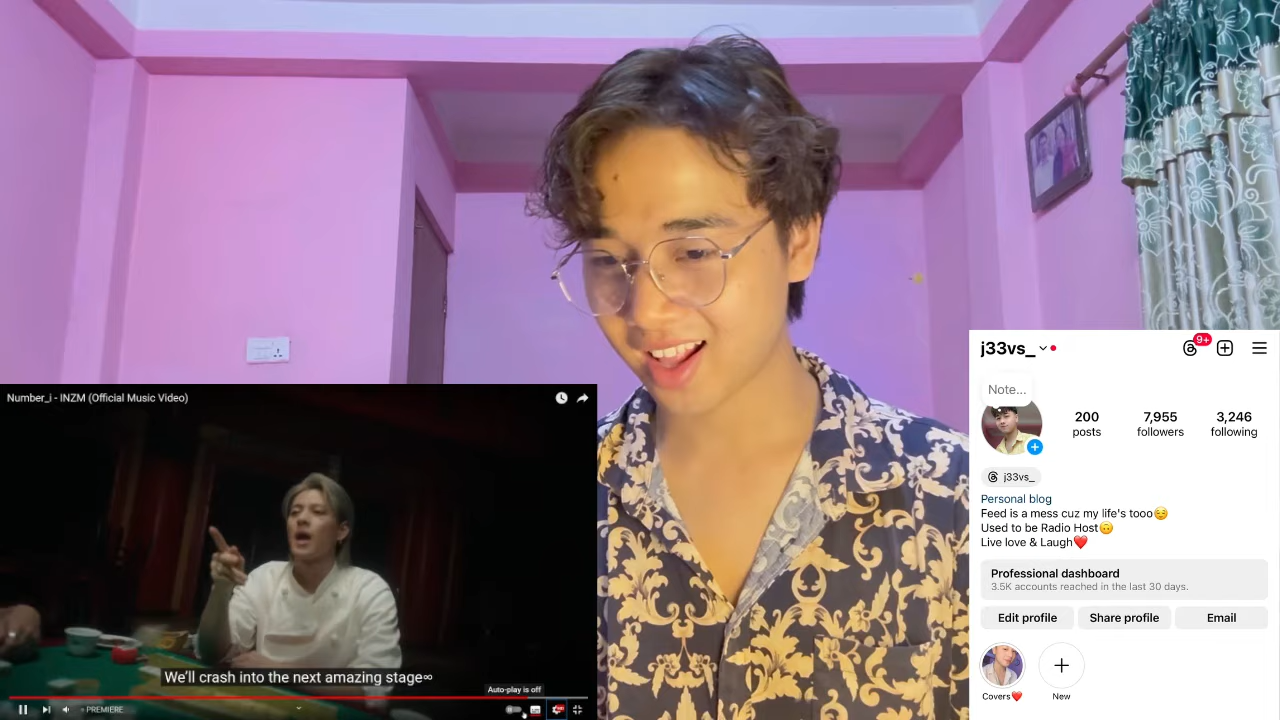 Number_i - INZM (Official Music Video)
We'll crash into the next amazing stage∞
Auto-play is off
PREMIERE
j33vs_
9+
Note...
200
posts
7,955
followers
3,246
following
j33vs_
Personal blog
Feed is a mess cuz my life's tooo😌
Used to be Radio Host🙃
Live love & Laugh❤️
Professional dashboard
3.5K accounts reached in the last 30 days.
Edit profile
Share profile
Email
Covers❤️
New